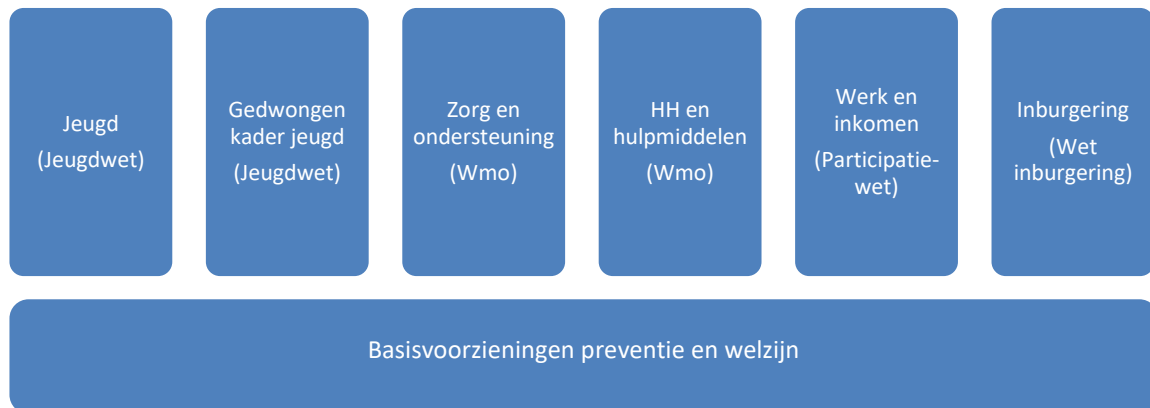 Jeugd
(Jeugdwet)
Gedwongen
kader jeugd
(Jeugdwet)
Zorg en
ondersteuning
(Wmo)
HH en
hulpmiddelen
(Wmo)
Werk en
inkomen
(Participatie-
wet)
Inburgering
(Wet
inburgering)
Basisvoorzieningen preventie en welzijn